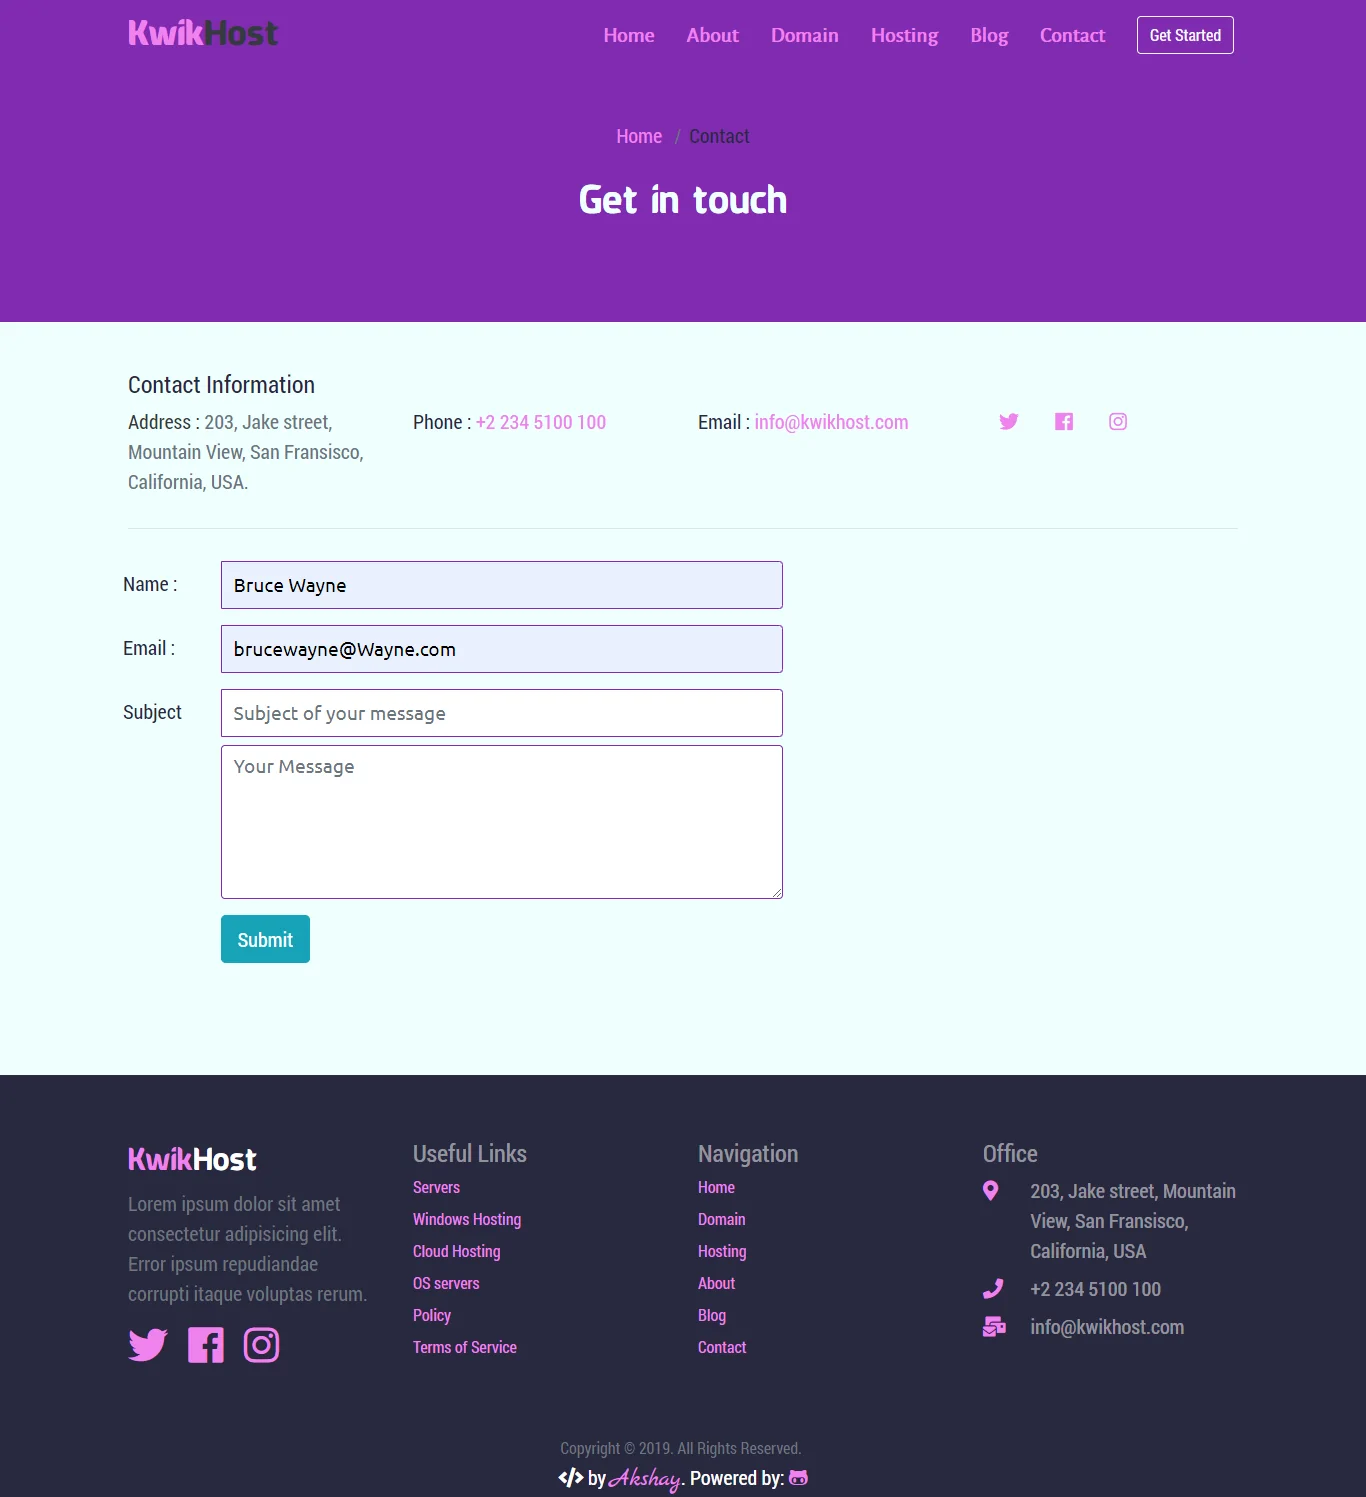 KwikHost
Home About Domain Hosting Blog Contact Get Started
Home / Contact
Get in touch
Contact Information
Address : 203, Jake street,
Mountain View, San Fransisco,
California, USA.
Phone : +2 234 5100 100
Email : info@kwikhost.com
Name :
Bruce Wayne
Email :
brucewayne@Wayne.com
Subject
Subject of your message
Your Message
Submit
KwikHost
Lorem ipsum dolor sit amet
consectetur adipisicing elit.
Error ipsum repudiandae
corrupti itaque voluptas rerum.
Useful Links
Servers
Windows Hosting
Cloud Hosting
OS servers
Policy
Terms of Service
Navigation
Home
Domain
Hosting
About
Blog
Contact
Office
203, Jake street, Mountain
View, San Fransisco,
California, USA
+2 234 5100 100
info@kwikhost.com
Copyright © 2019. All Rights Reserved.
</> by Akshay. Powered by: